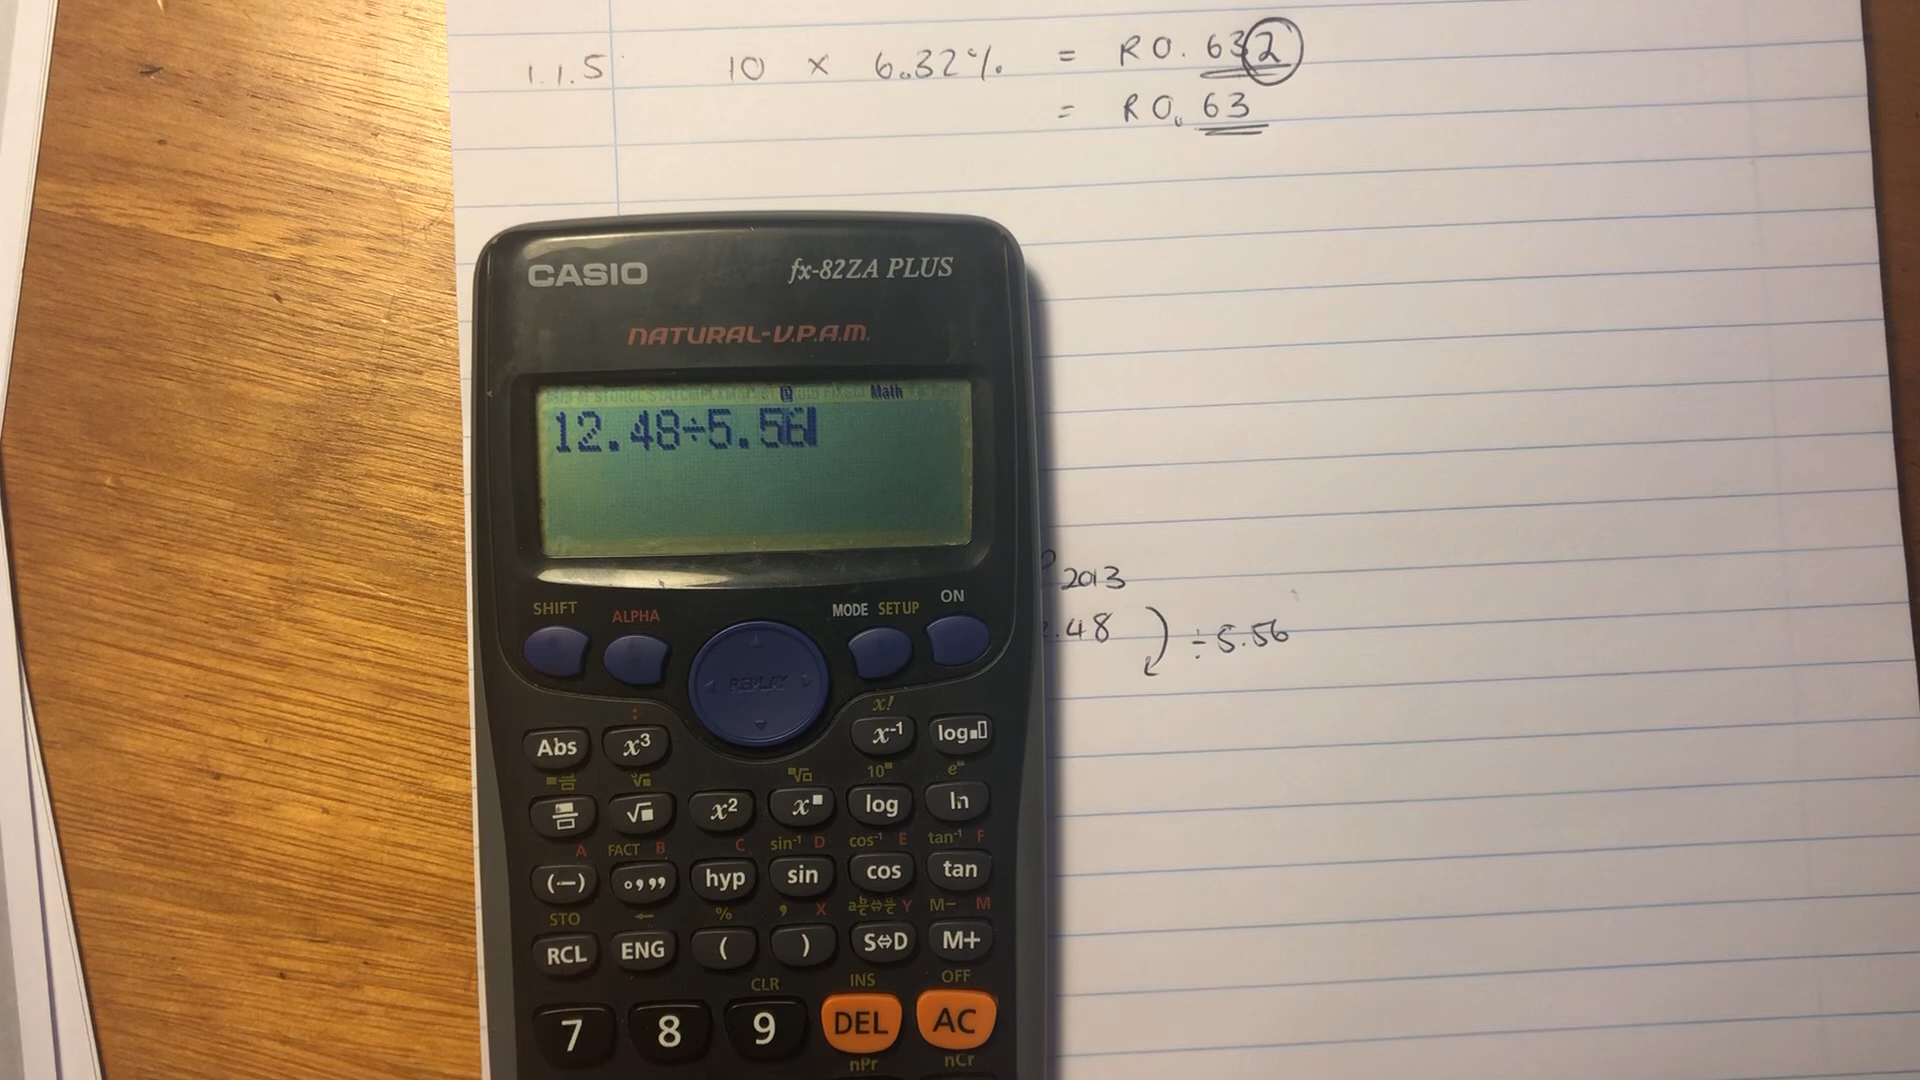 1.1.5 10 x 6.32% = R0.632
= R0.63
CASIO fx-82ZA PLUS
NATURAL-V.P.A.M.
D Math
12.48÷5.56
2013
.48 ÷5.56
SHIFT ALPHA MODE SETUP ON
REPLAY
: x!
Abs x³ x⁻¹ log
10 e
√ x² x log ln
A FACT B C sin⁻¹ D cos⁻¹ E tan⁻¹ F
(−) °,,, hyp sin cos tan
STO ← % , X a b/c⇔d/c Y M− M
RCL ENG ( ) S⇔D M+
CLR INS OFF
7 8 9 DEL AC
nPr nCr